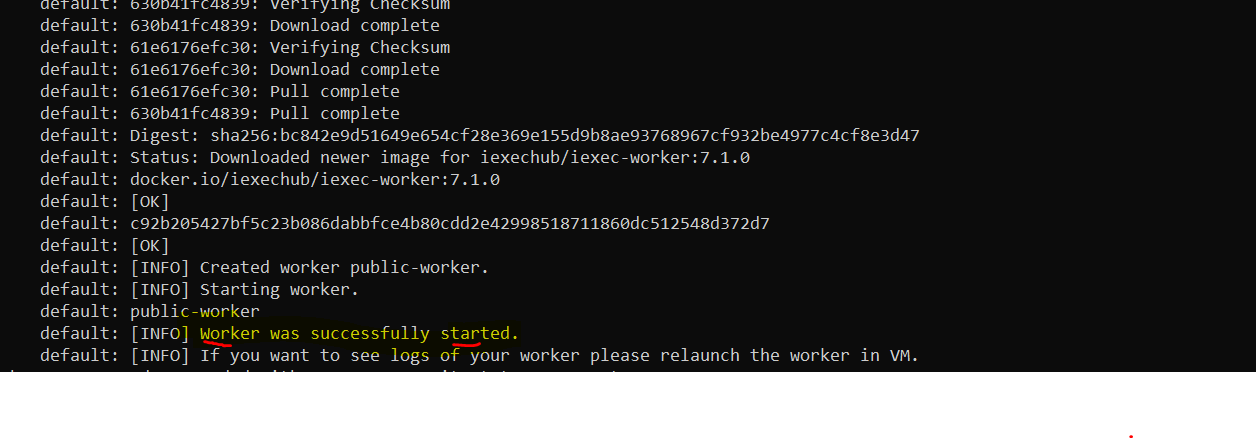 default: 630b41fc4839: Verifying Checksum
default: 630b41fc4839: Download complete
default: 61e6176efc30: Verifying Checksum
default: 61e6176efc30: Download complete
default: 61e6176efc30: Pull complete
default: 630b41fc4839: Pull complete
default: Digest: sha256:bc842e9d51649e654cf28e369e155d9b8ae93768967cf932be4977c4cf8e3d47
default: Status: Downloaded newer image for iexechub/iexec-worker:7.1.0
default: docker.io/iexechub/iexec-worker:7.1.0
default: [OK]
default: c92b205427bf5c23b086dabbfce4b80cdd2e42998518711860dc512548d372d7
default: [OK]
default: [INFO] Created worker public-worker.
default: [INFO] Starting worker.
default: public-worker
default: [INFO] Worker was successfully started.
default: [INFO] If you want to see logs of your worker please relaunch the worker in VM.